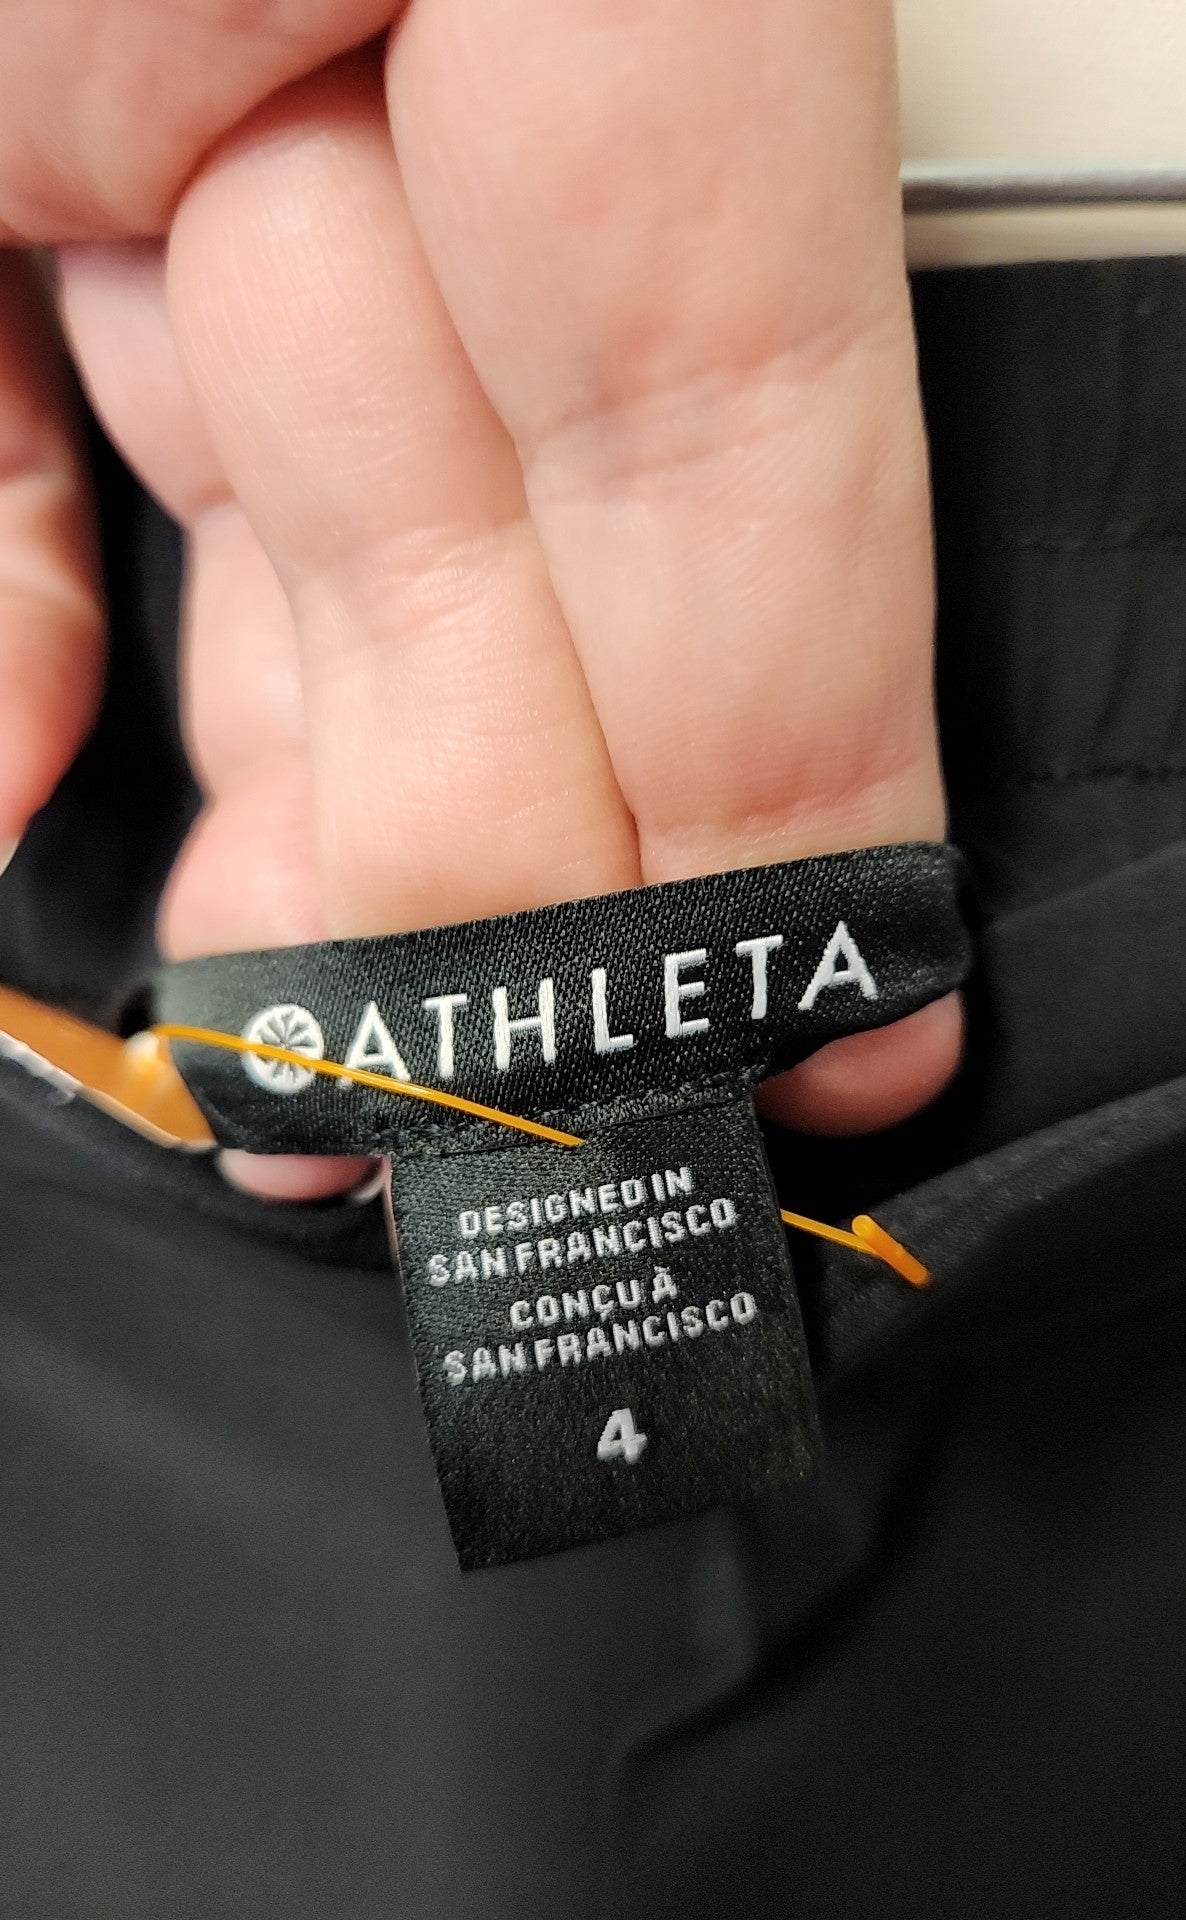 ATHLETA
DESIGNED IN
SAN FRANCISCO
CONÇU À
SAN FRANCISCO
4